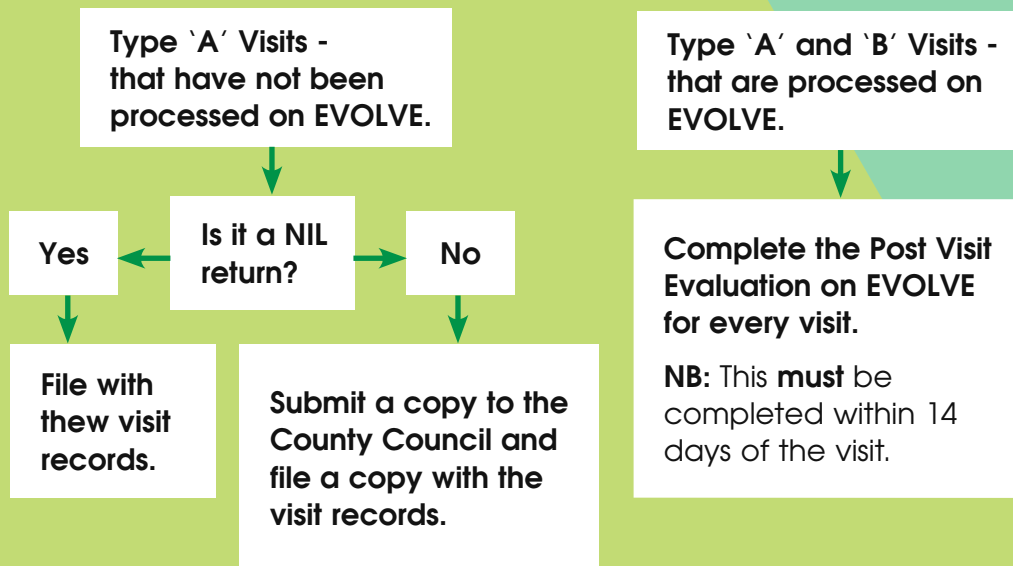 Type ‵A′ Visits -
that have not been
processed on EVOLVE.
Is it a NIL
return?
Yes
No
File with
thew visit
records.
Submit a copy to the
County Council and
file a copy with the
visit records.
Type ‵A′ and ‵B′ Visits -
that are processed on
EVOLVE.
Complete the Post Visit
Evaluation on EVOLVE
for every visit.
NB: This must be
completed within 14
days of the visit.